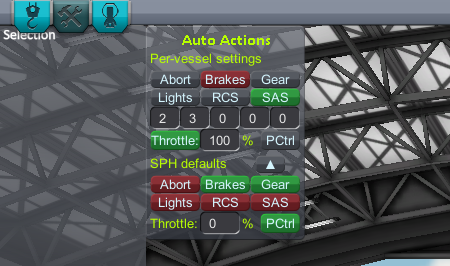 Selection
Auto Actions
Per-vessel settings
Abort Brakes Gear
Lights RCS SAS
2 3 0 0 0
Throttle: 100 % PCtrl
SPH defaults ▲
Abort Brakes Gear
Lights RCS SAS
Throttle: 0 % PCtrl